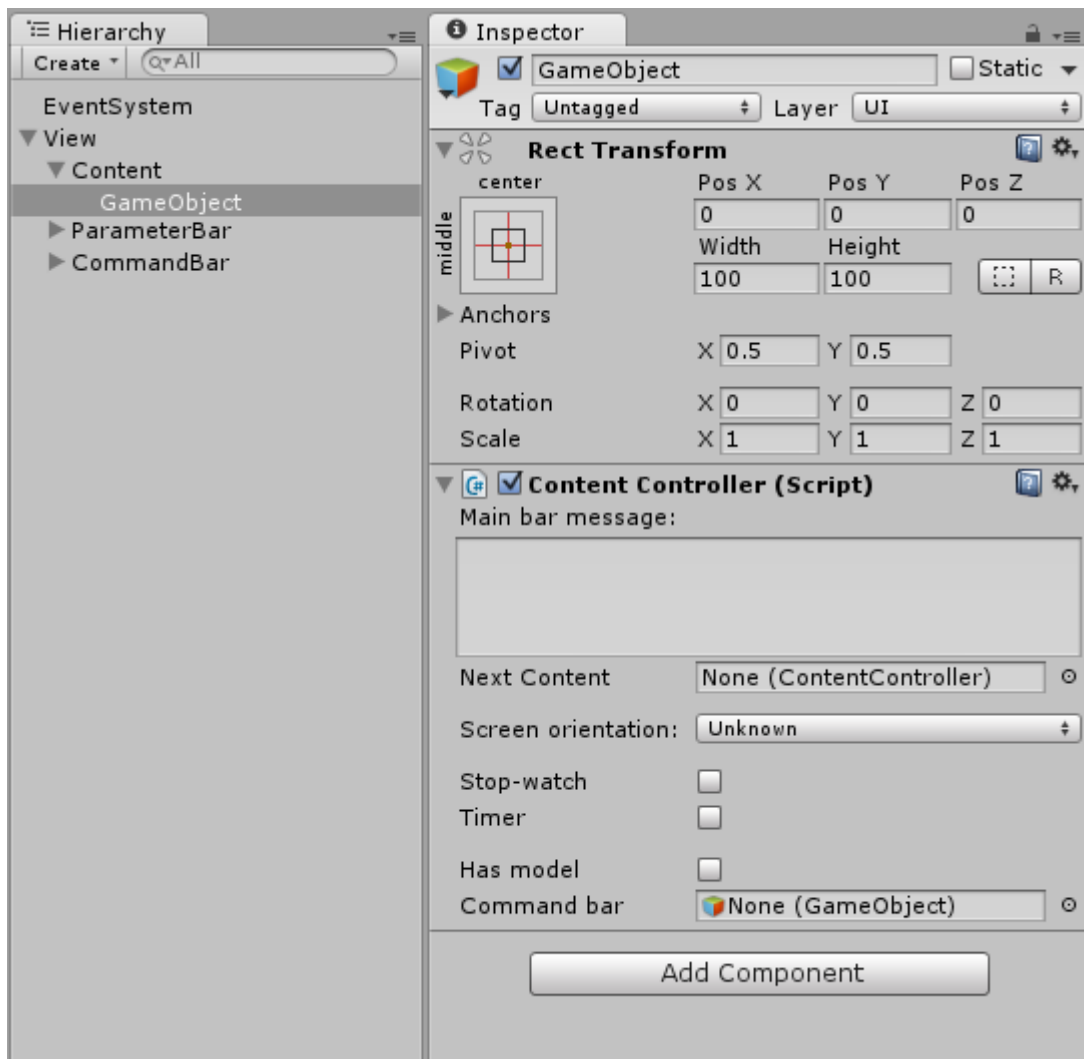 Hierarchy
Create All
EventSystem
View
Content
GameObject
ParameterBar
CommandBar
Inspector
GameObject Static
Tag Untagged Layer UI
Rect Transform
center
middle
Pos X Pos Y Pos Z
0 0 0
Width Height
100 100 R
Anchors
Pivot X 0.5 Y 0.5
Rotation X 0 Y 0 Z 0
Scale X 1 Y 1 Z 1
C# Content Controller (Script)
Main bar message:
Next Content None (ContentController)
Screen orientation: Unknown
Stop-watch
Timer
Has model
Command bar None (GameObject)
Add Component